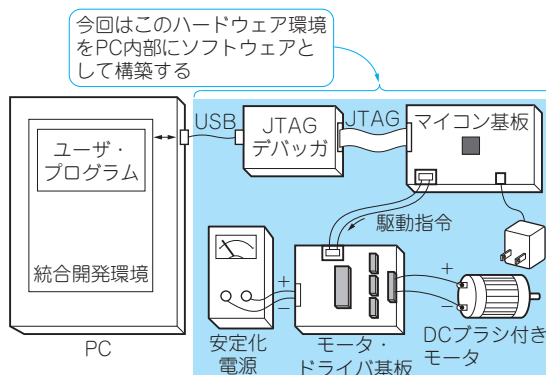 今回はこのハードウェア環境
をPC内部にソフトウェアと
して構築する
USB
JTAG
デバッガ
JTAG
マイコン基板
ユーザ・
プログラム
駆動指令
統合開発環境
+
−
+
−
PC
安定化
電源
モータ・
ドライバ基板
DCブラシ付き
モータ